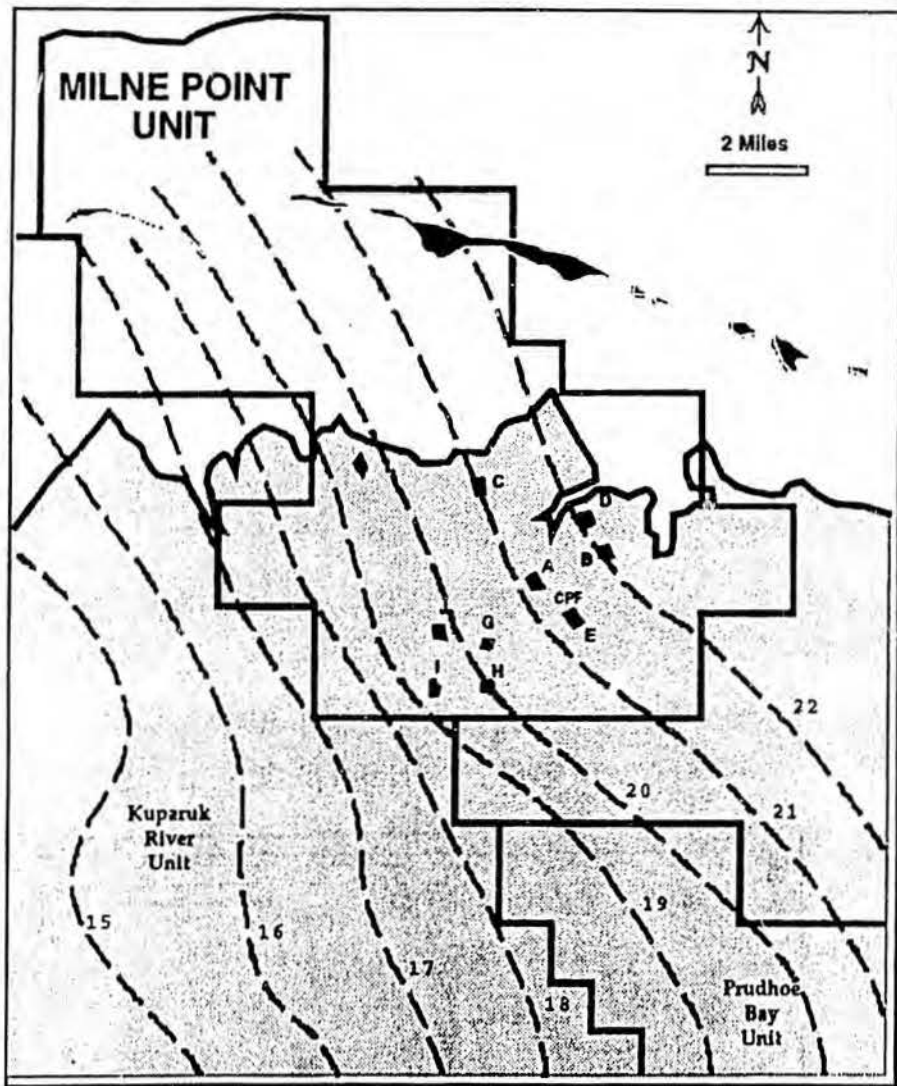 MILNE POINT
UNIT
N
2 Miles
C
D
B
A
CPF
E
G
I
H
22
20
21
Kuparuk
River
Unit
15
16
17
18
19
Prudhoe
Bay
Unit